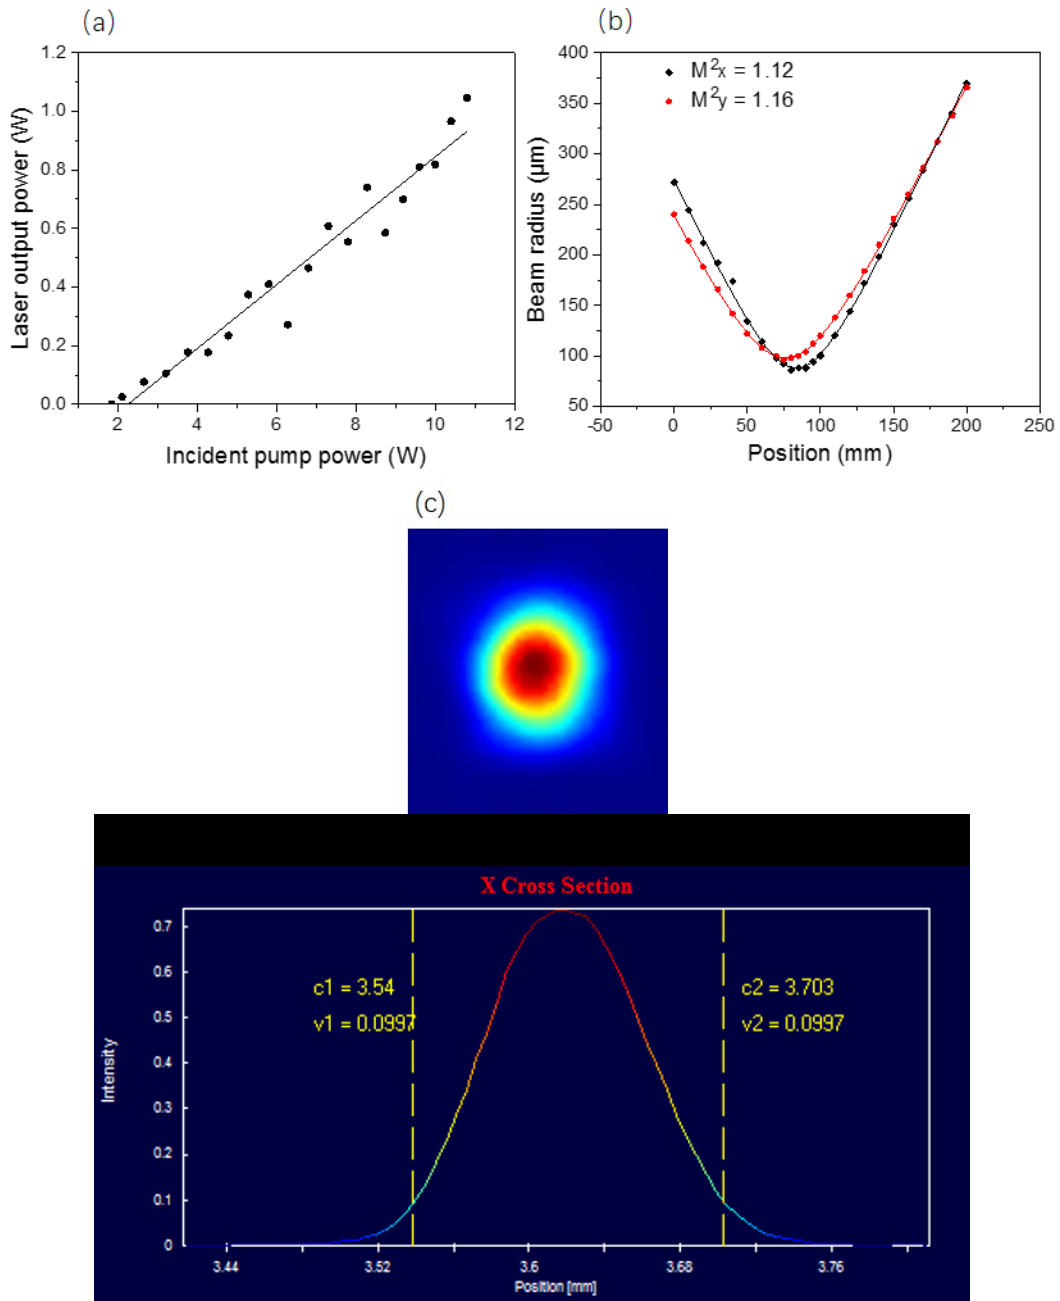 (a)
1.2
1.0
0.8
0.6
0.4
0.2
0.0
Laser output power (W)
2
4
6
8
10
12
Incident pump power (W)
(b)
400
350
300
250
200
150
100
50
Beam radius (µm)
M²x = 1.12
M²y = 1.16
-50
0
50
100
150
200
250
Position (mm)
(c)
X Cross Section
0.7
0.6
0.5
0.4
0.3
0.2
0.1
0
Intensity
c1 = 3.54
v1 = 0.0997
c2 = 3.703
v2 = 0.0997
3.44
3.52
3.6
3.68
3.76
Position [mm]